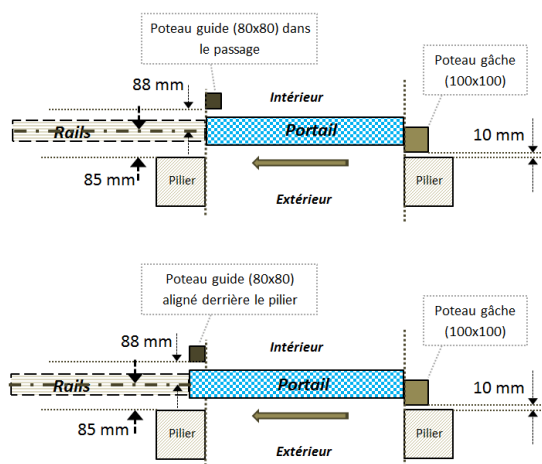 Poteau guide (80x80) dans
le passage
Poteau gâche
(100x100)
88 mm
Intérieur
Rails
Portail
10 mm
85 mm
Pilier
Pilier
Extérieur
Poteau guide (80x80)
aligné derrière le pilier
Poteau gâche
(100x100)
88 mm
Intérieur
Rails
Portail
10 mm
85 mm
Pilier
Pilier
Extérieur